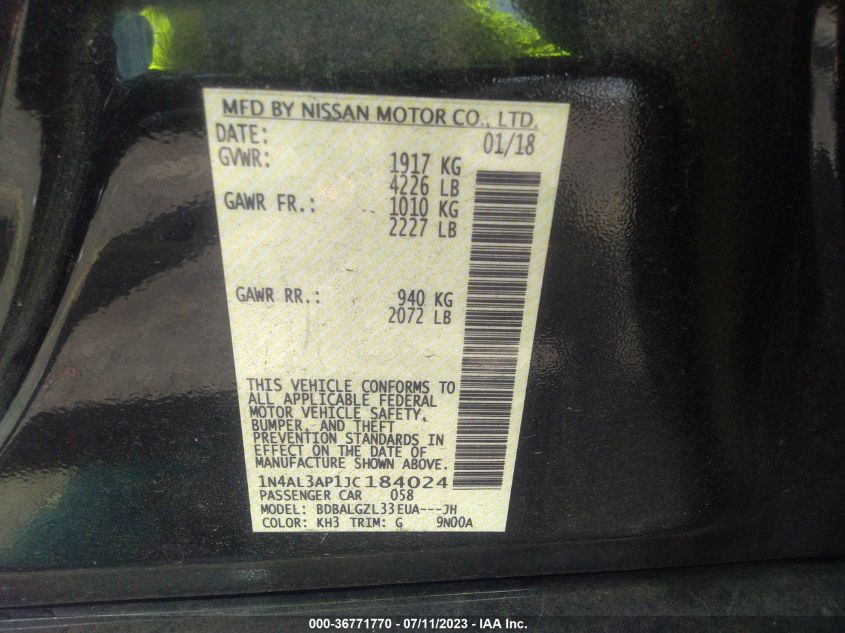 MFD BY NISSAN MOTOR CO., LTD.
DATE: 01/18
GVWR: 1917 KG
4226 LB
GAWR FR.: 1010 KG
2227 LB
GAWR RR.: 940 KG
2072 LB
THIS VEHICLE CONFORMS TO
ALL APPLICABLE FEDERAL
MOTOR VEHICLE SAFETY,
BUMPER, AND THEFT
PREVENTION STANDARDS IN
EFFECT ON THE DATE OF
MANUFACTURE SHOWN ABOVE.
1N4AL3AP1JC184024
PASSENGER CAR 058
MODEL: BDBALGZL33EUA---JH
COLOR: KH3 TRIM: G 9N00A
000-36771770 - 07/11/2023 - IAA Inc.